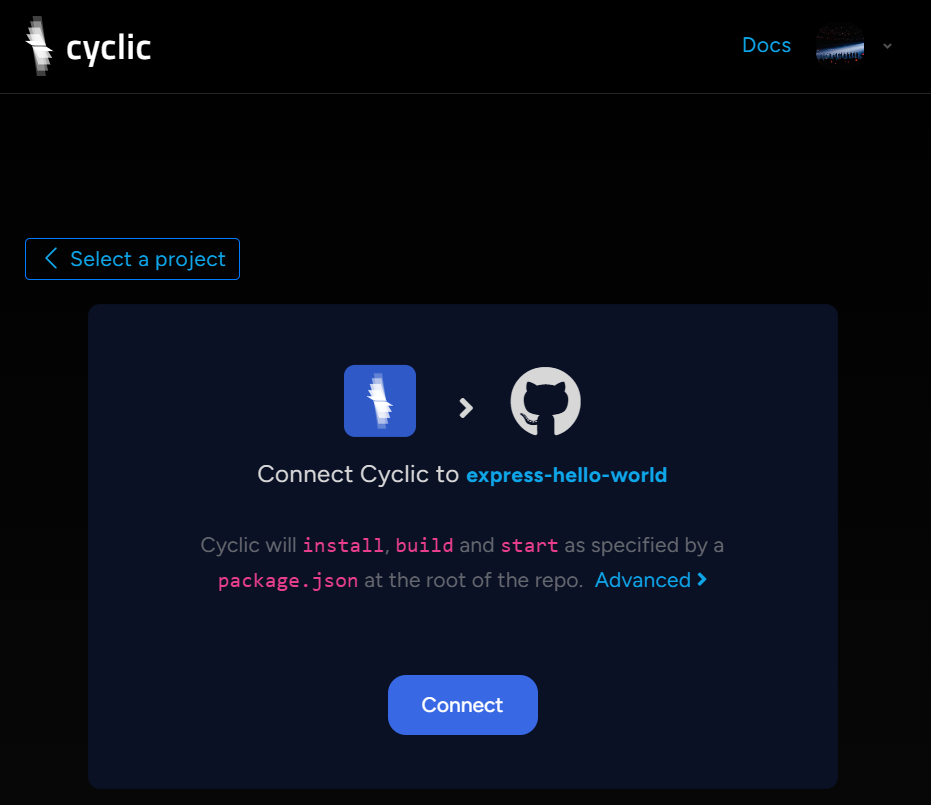 cyclic
Docs
Select a project
Connect Cyclic to express-hello-world
Cyclic will install, build and start as specified by a
package.json at the root of the repo. Advanced
Connect